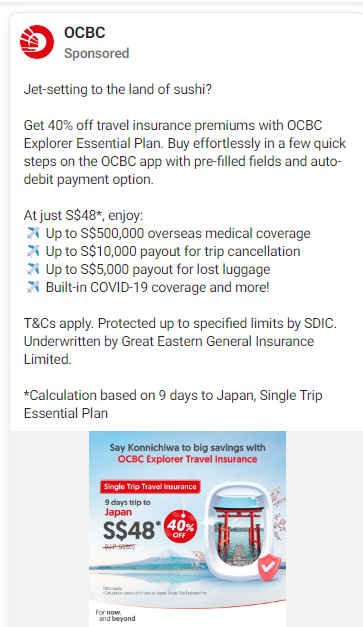 OCBC
Sponsored
Jet-setting to the land of sushi?
Get 40% off travel insurance premiums with OCBC
Explorer Essential Plan. Buy effortlessly in a few quick
steps on the OCBC app with pre-filled fields and auto-
debit payment option.
At just S$48*, enjoy:
✈️ Up to S$500,000 overseas medical coverage
✈️ Up to S$10,000 payout for trip cancellation
✈️ Up to S$5,000 payout for lost luggage
✈️ Built-in COVID-19 coverage and more!
T&Cs apply. Protected up to specified limits by SDIC.
Underwritten by Great Eastern General Insurance
Limited.
*Calculation based on 9 days to Japan, Single Trip
Essential Plan
Say Konnichiwa to big savings with
OCBC Explorer Travel Insurance
Single Trip Travel Insurance
9 days trip to
Japan
S$48*
40%
OFF
T&Cs apply.
*Calculation based on 9 days to Japan, Single Trip Essential Plan.
For now,
and beyond